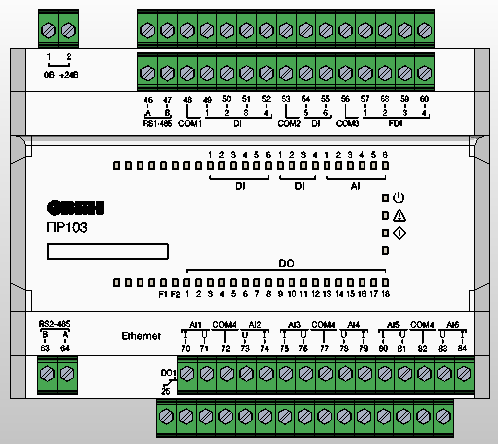 1 2
0В +24В
46 47 48 49 50 51 52 53 54 55 56 57 58 59 60
A B 1 2 3 4 5 6 1 2 3 4
RS1-485 COM1 DI COM2 DI COM3 FDI
1 2 3 4 5 6 1 2 3 4 1 2 3 4 5 6
DI DI AI
ОВЕН
ПР103
DO
F1 F2 1 2 3 4 5 6 7 8 9 10 11 12 13 14 15 16 17 18
RS2-485 AI1 COM4 AI2 AI3 COM4 AI4 AI5 COM4 AI6
B A Ethernet T U U T T U U T T U U T
63 64 70 71 72 73 74 75 76 77 78 79 80 81 82 83 84
DO1
25